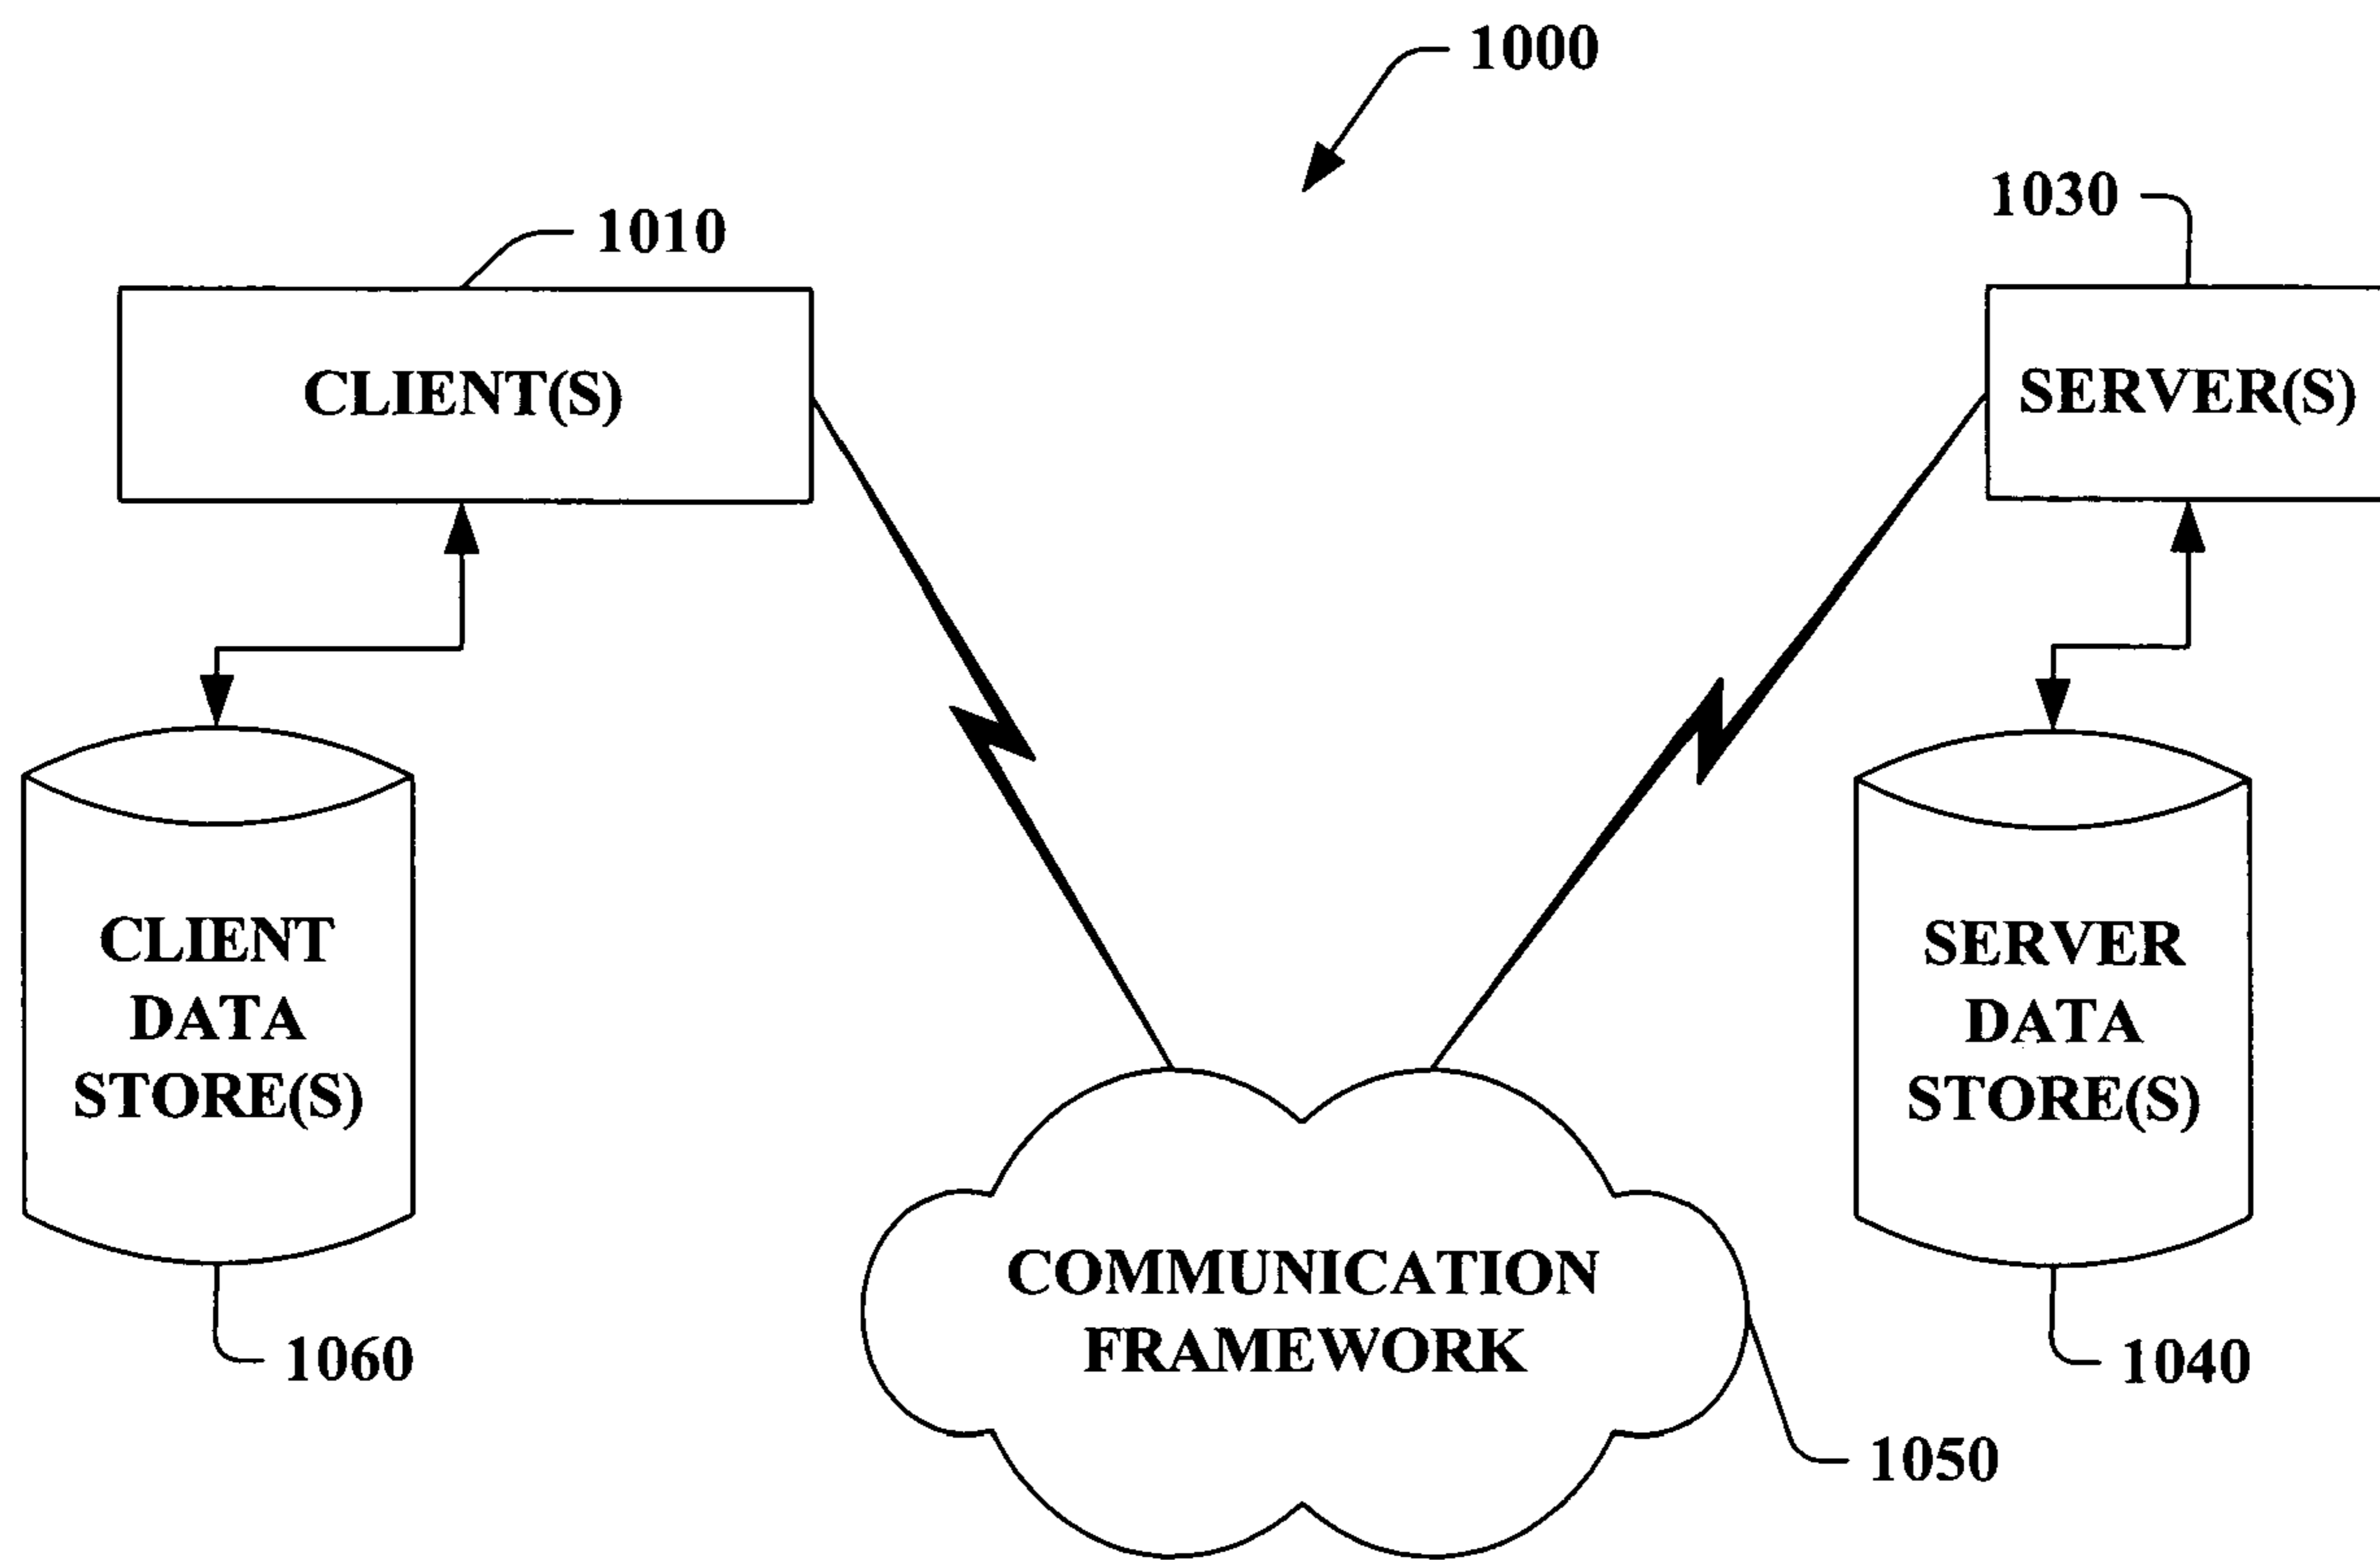 1000
1030
1010
CLIENT(S)
SERVER(S)
CLIENT
DATA
STORE(S)
SERVER
DATA
STORE(S)
COMMUNICATION
FRAMEWORK
1060
1040
1050